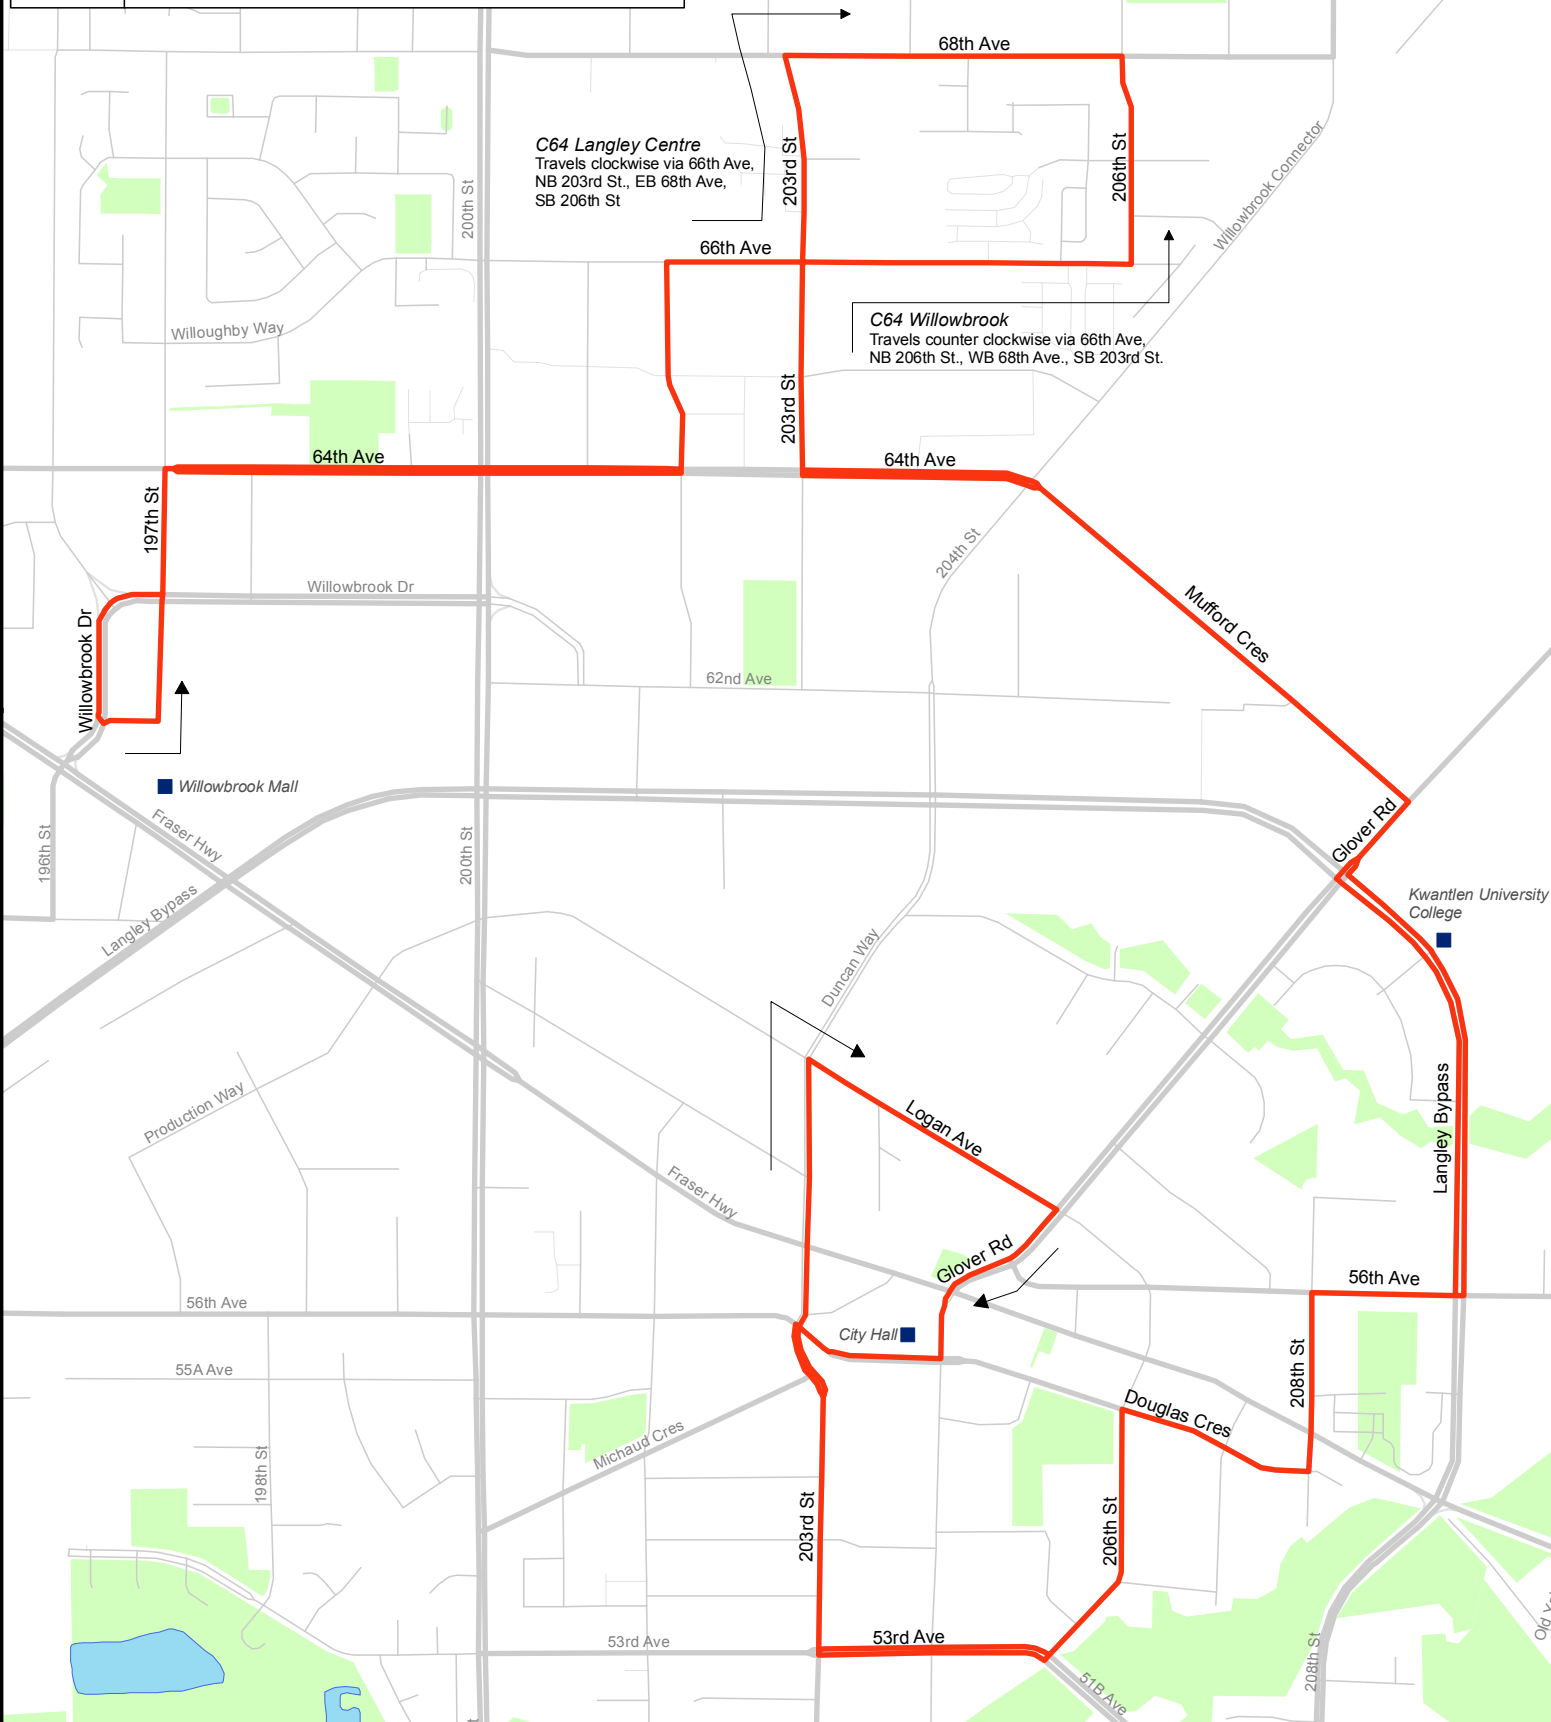 68th Ave
C64 Langley Centre
Travels clockwise via 66th Ave,
NB 203rd St., EB 68th Ave,
SB 206th St
203rd St
206th St
Willowbrook Connector
200th St
66th Ave
C64 Willowbrook
Travels counter clockwise via 66th Ave,
NB 206th St., WB 68th Ave., SB 203rd St.
Willoughby Way
203rd St
64th Ave
64th Ave
197th St
204th St
Willowbrook Dr
Mufford Cres
Willowbrook Dr
62nd Ave
Willowbrook Mall
Fraser Hwy
196th St
200th St
Glover Rd
Kwantlen University
College
Langley Bypass
Duncan Way
Production Way
Logan Ave
Langley Bypass
Fraser Hwy
Glover Rd
56th Ave
56th Ave
City Hall
55A Ave
208th St
Douglas Cres
Michaud Cres
198th St
203rd St
206th St
53rd Ave
53rd Ave
208th St
51B Ave
Old